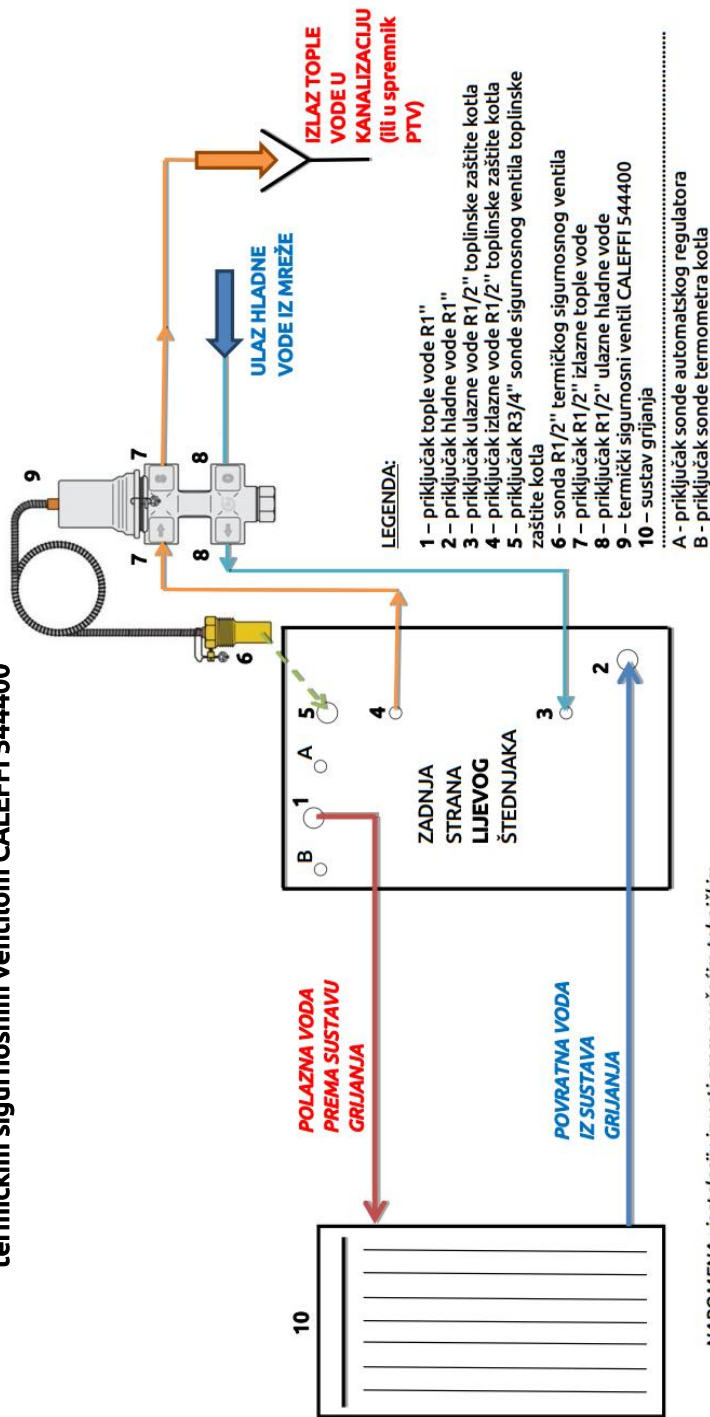 termičkim sigurnosnim ventilom CALEFFI 544400
10
POLAZNA VODA
PREMA SUSTAVU
GRIJANJA
POVRATNA VODA
IZ SUSTAVA
GRIJANJA
B
1
A
5
4
3
2
ZADNJA
STRANA
LIJEVOG
ŠTEDNJAKA
6
9
7
7
8
8
ULAZ HLADNE
VODE IZ MREŽE
IZLAZ TOPLE
VODE U
KANALIZACIJU
(ili u spremnik
PTV)
LEGENDA:
1 – priključak tople vode R1"
2 – priključak hladne vode R1"
3 – priključak ulazne vode R1/2" toplinske zaštite kotla
4 – priključak izlazne vode R1/2" toplinske zaštite kotla
5 – priključak R3/4" sonde sigurnosnog ventila toplinske
zaštite kotla
6 – sonda R1/2" termičkog sigurnosnog ventila
7 – priključak R1/2" izlazne tople vode
8 – priključak R1/2" ulazne hladne vode
9 – termički sigurnosni ventil CALEFFI 544400
10 – sustav grijanja
A - priključak sonde automatskog regulatora
B - priključak sonde termometra kotla